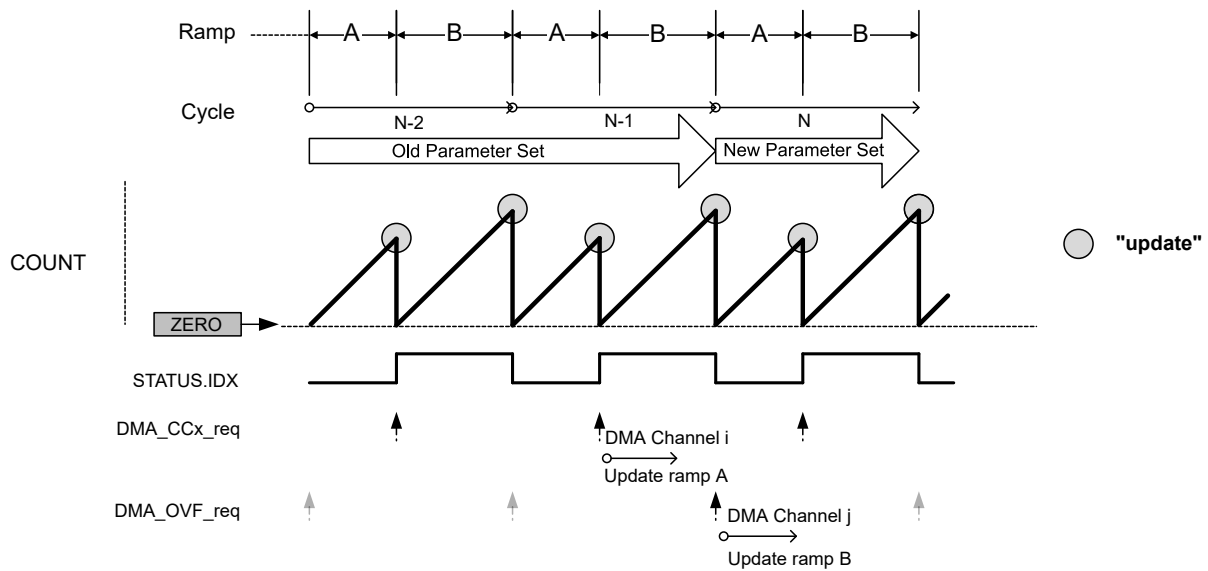 Ramp A B A B A B
Cycle
N-2 N-1 N
Old Parameter Set New Parameter Set
"update"
COUNT
ZERO
STATUS.IDX
DMA_CCx_req
DMA Channel i
Update ramp A
DMA_OVF_req
DMA Channel j
Update ramp B